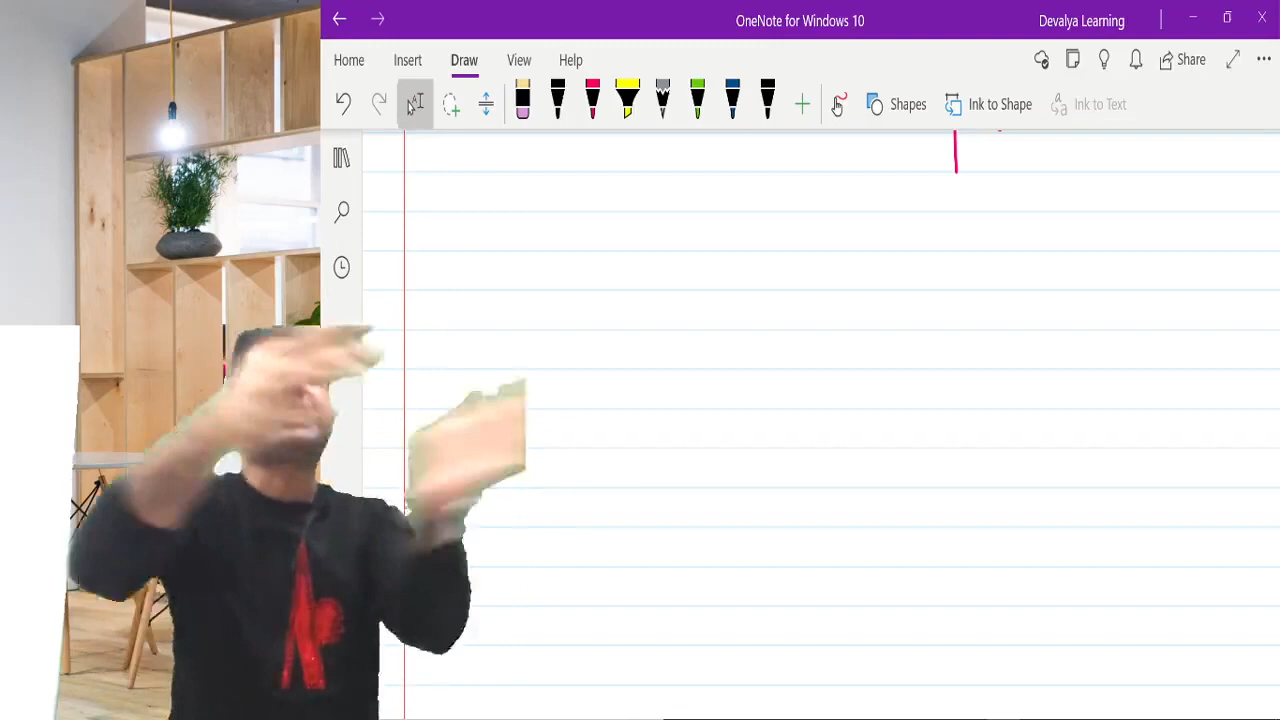 OneNote for Windows 10
Devalya Learning
Home Insert Draw View Help
Share
Shapes
Ink to Shape
Ink to Text